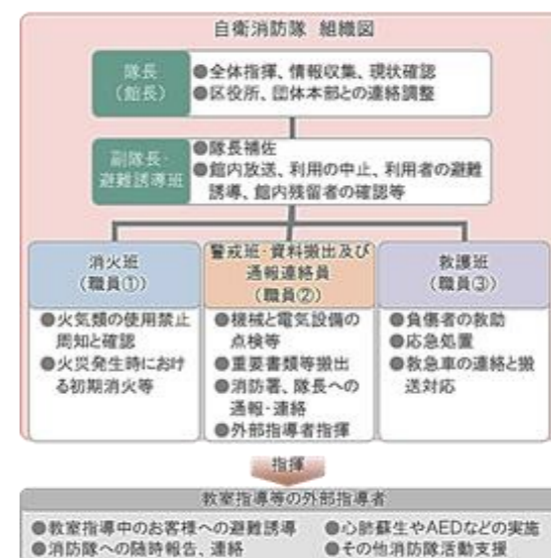 自衛消防隊 組織図
隊長
(館長)
●全体指揮、情報収集、現状確認
●区役所、団体本部との連絡調整
副隊長・
避難誘導班
●隊長補佐
●館内放送、利用の中止、利用者の避難
誘導、館内残留者の確認等
消火班
(職員①)
●火気類の使用禁止
周知と確認
●火災発生時におけ
る初期消火等
警戒班・資料搬出及び
通報連絡員
(職員②)
●機械と電気設備の
点検等
●重要書類等搬出
●消防署、隊長への
通報・連絡
●外部指導者指揮
救護班
(職員③)
●負傷者の救助
●応急処置
●救急車の連絡と搬
送対応
指揮
教室指導等の外部指導者
●教室指導中のお客様への避難誘導
●消防隊への随時報告、連絡
●心肺蘇生やAEDなどの実施
●その他消防隊活動支援